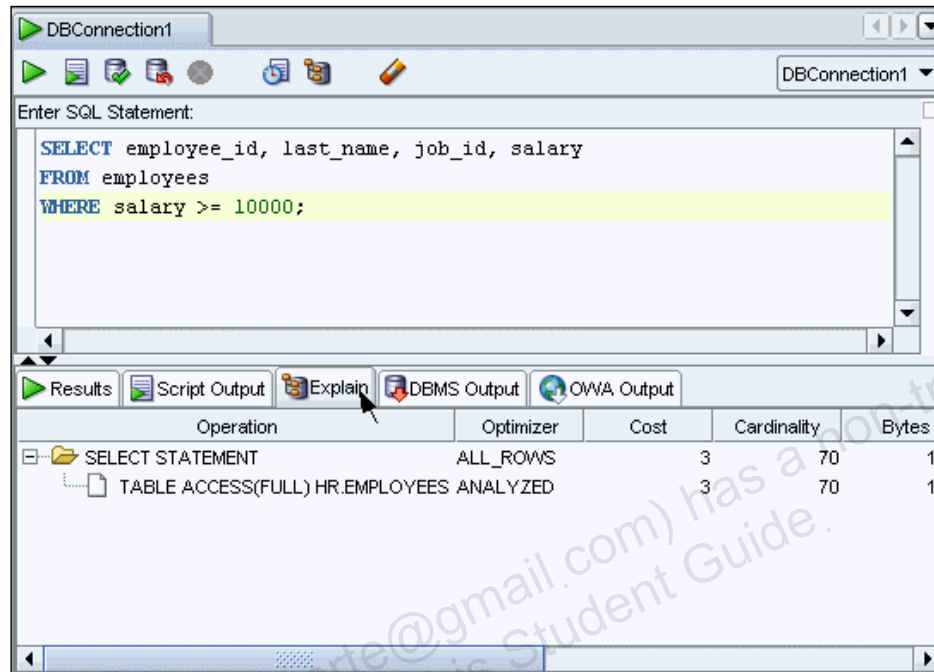 DBConnection1
DBConnection1
Enter SQL Statement:
SELECT employee_id, last_name, job_id, salary
FROM employees
WHERE salary >= 10000;
Results Script Output Explain DBMS Output OWA Output
Operation Optimizer Cost Cardinality Bytes
SELECT STATEMENT ALL_ROWS 3 70 1
TABLE ACCESS(FULL) HR.EMPLOYEES ANALYZED 3 70 1
com) has a non-tr
@gmail
Student Guide.